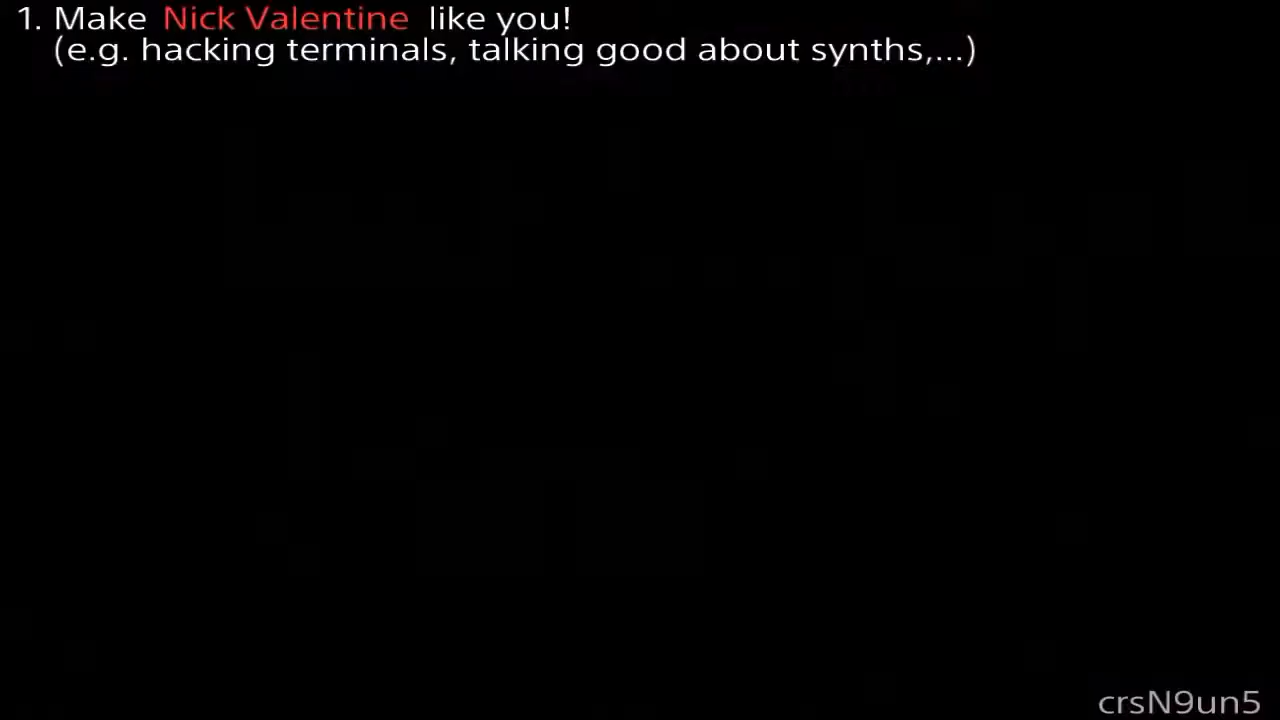 1. Make Nick Valentine like you!
(e.g. hacking terminals, talking good about synths,...)
crsN9un5